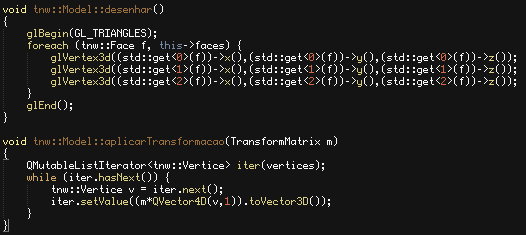 void tnw::Model::desenhar()
{
    glBegin(GL_TRIANGLES);
    foreach (tnw::Face f, this->faces) {
        glVertex3d((std::get<0>(f))->x(),(std::get<0>(f))->y(),(std::get<0>(f))->z());
        glVertex3d((std::get<1>(f))->x(),(std::get<1>(f))->y(),(std::get<1>(f))->z());
        glVertex3d((std::get<2>(f))->x(),(std::get<2>(f))->y(),(std::get<2>(f))->z());
    }
    glEnd();
}
void tnw::Model::aplicarTransformacao(TransformMatrix m)
{
    QMutableListIterator<tnw::Vertice> iter(vertices);
    while (iter.hasNext()) {
        tnw::Vertice v = iter.next();
        iter.setValue((m*QVector4D(v,1)).toVector3D());
    }
}